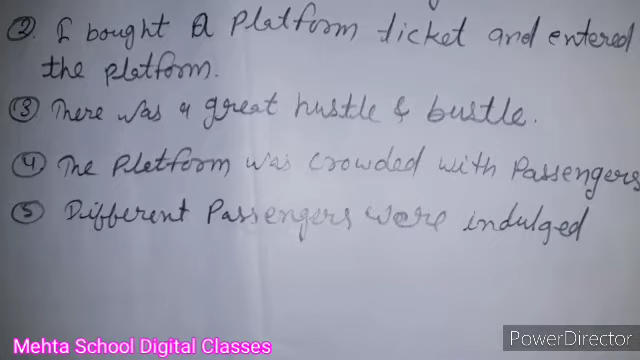 ② I bought a Platform ticket and entered
the platform.
③ There was a great hustle & bustle.
④ The Platform was crowded with Passengers
⑤ Different Passengers were indulged
Mehta School Digital Classes
PowerDirector